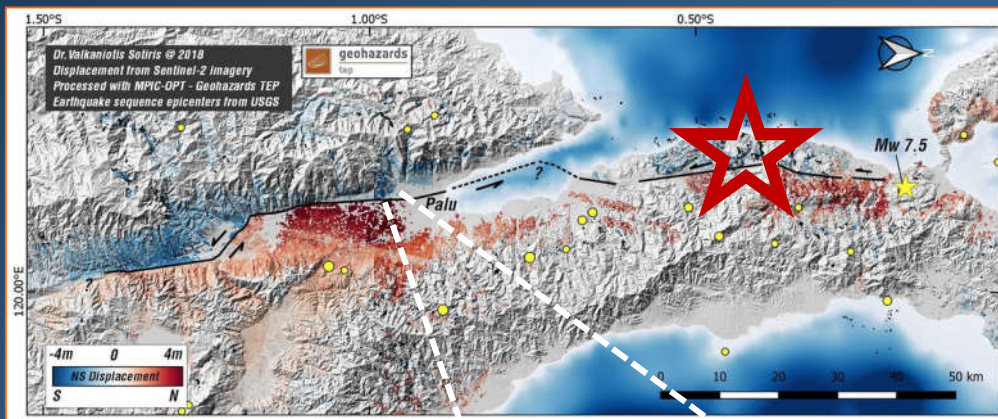 1.50°S
1.00°S
0.50°S
Dr.Valkaniotis Sotiris @ 2018
Displacement from Sentinel-2 imagery
Processed with MPIC-OPT - Geohazards TEP
Earthquake sequence epicenters from USGS
geohazards
tep
N
Mw 7.5
?
Palu
?
120.00°E
-4m 0 4m
NS Displacement
S N
0 10 20 30 40 50 km